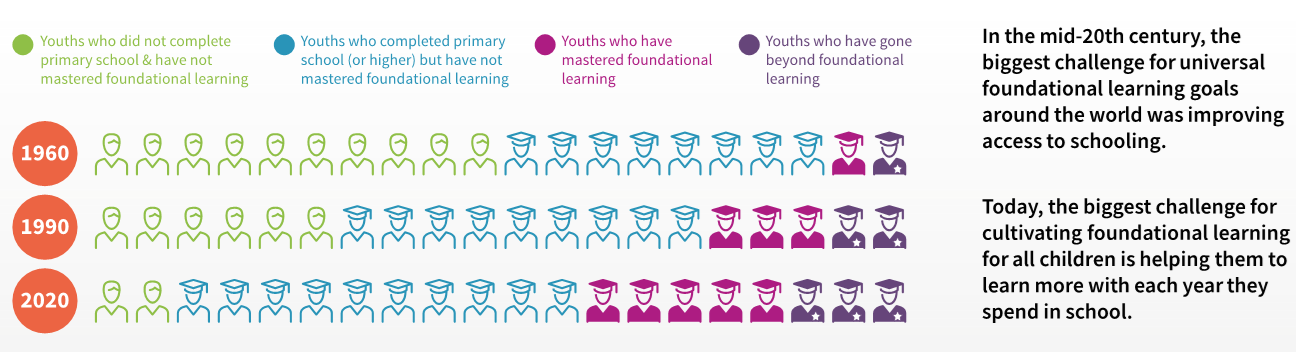 Youths who did not complete
primary school & have not
mastered foundational learning
Youths who completed primary
school (or higher) but have not
mastered foundational learning
Youths who have
mastered foundational
learning
Youths who have gone
beyond foundational
learning
1960
1990
2020
In the mid-20th century, the
biggest challenge for universal
foundational learning goals
around the world was improving
access to schooling.
Today, the biggest challenge for
cultivating foundational learning
for all children is helping them to
learn more with each year they
spend in school.